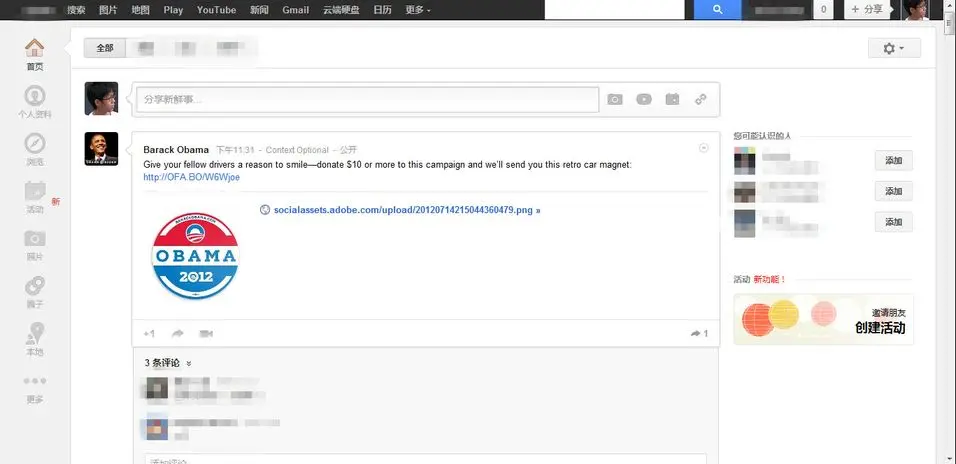 搜索 图片 地图 Play YouTube 新闻 Gmail 云端硬盘 日历 更多
0 + 分享
全部
首页
个人资料
浏览
活动 新
照片
圈子
本地
更多
分享新鲜事...
Barack Obama 下午11:31 - Context Optional - 公开
Give your fellow drivers a reason to smile—donate $10 or more to this campaign and we'll send you this retro car magnet:
http://OFA.BO/W6Wjoe
socialassets.adobe.com/upload/20120714215044360479.png »
BARACKOBAMA.COM
OBAMA
2012
+1
1
3 条评论
添加评论...
您可能认识的人
添加
添加
添加
活动 新功能！
邀请朋友
创建活动